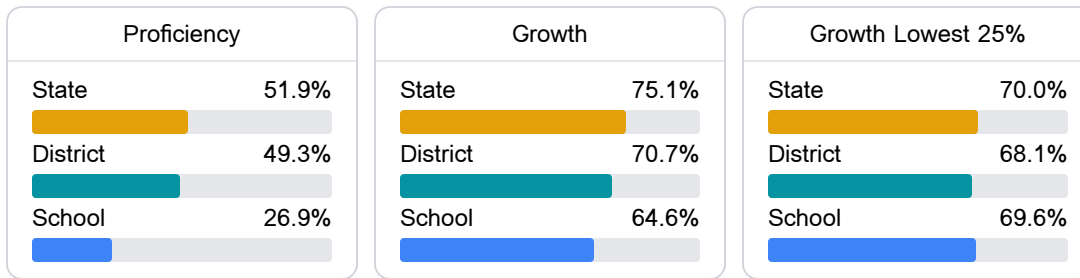 Proficiency
State 51.9%
District 49.3%
School 26.9%
Growth
State 75.1%
District 70.7%
School 64.6%
Growth Lowest 25%
State 70.0%
District 68.1%
School 69.6%